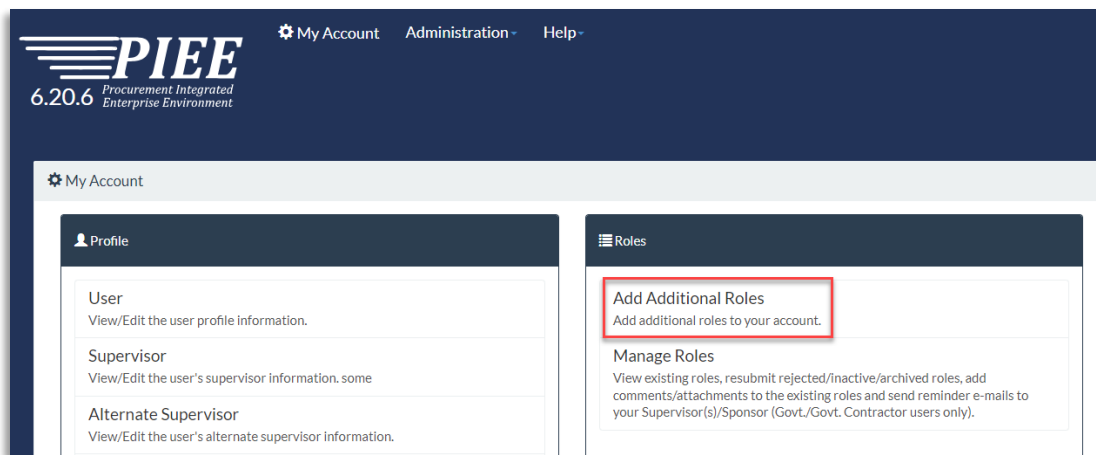 My Account Administration Help
PIEE
6.20.6 Procurement Integrated
Enterprise Environment
My Account
Profile
User
View/Edit the user profile information.
Supervisor
View/Edit the user's supervisor information. some
Alternate Supervisor
View/Edit the user's alternate supervisor information.
Roles
Add Additional Roles
Add additional roles to your account.
Manage Roles
View existing roles, resubmit rejected/inactive/archived roles, add
comments/attachments to the existing roles and send reminder e-mails to
your Supervisor(s)/Sponsor (Govt./Govt. Contractor users only).